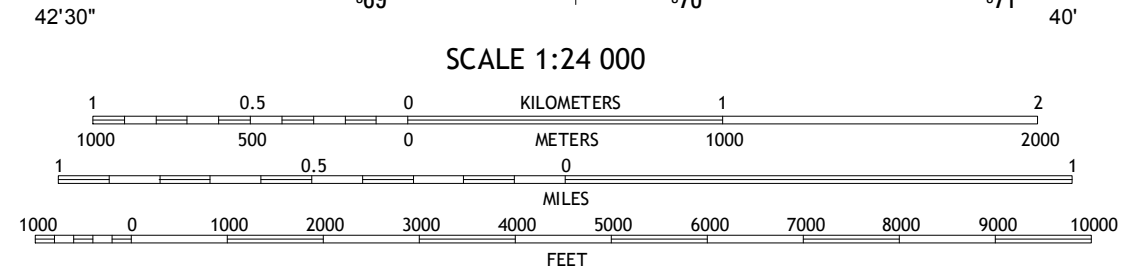 42'30" 40'
SCALE 1:24 000
1 0.5 0 KILOMETERS 1 2
1000 500 0 METERS 1000 2000
1 0.5 0 1
MILES
1000 0 1000 2000 3000 4000 5000 6000 7000 8000 9000 10000
FEET